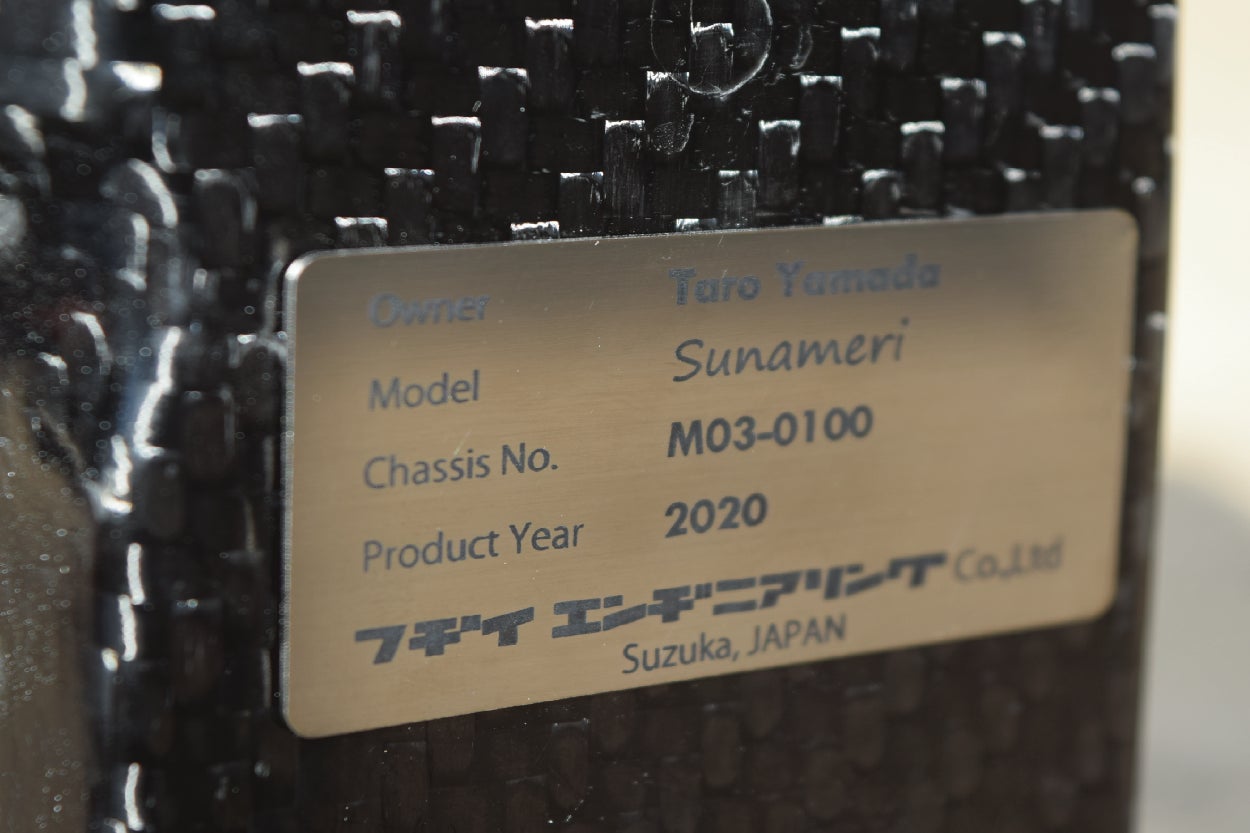 Owner Taro Yamada
Model Sunameri
Chassis No. M03-0100
Product Year 2020
フヂイエンヂニアリング Co.,Ltd
Suzuka, JAPAN